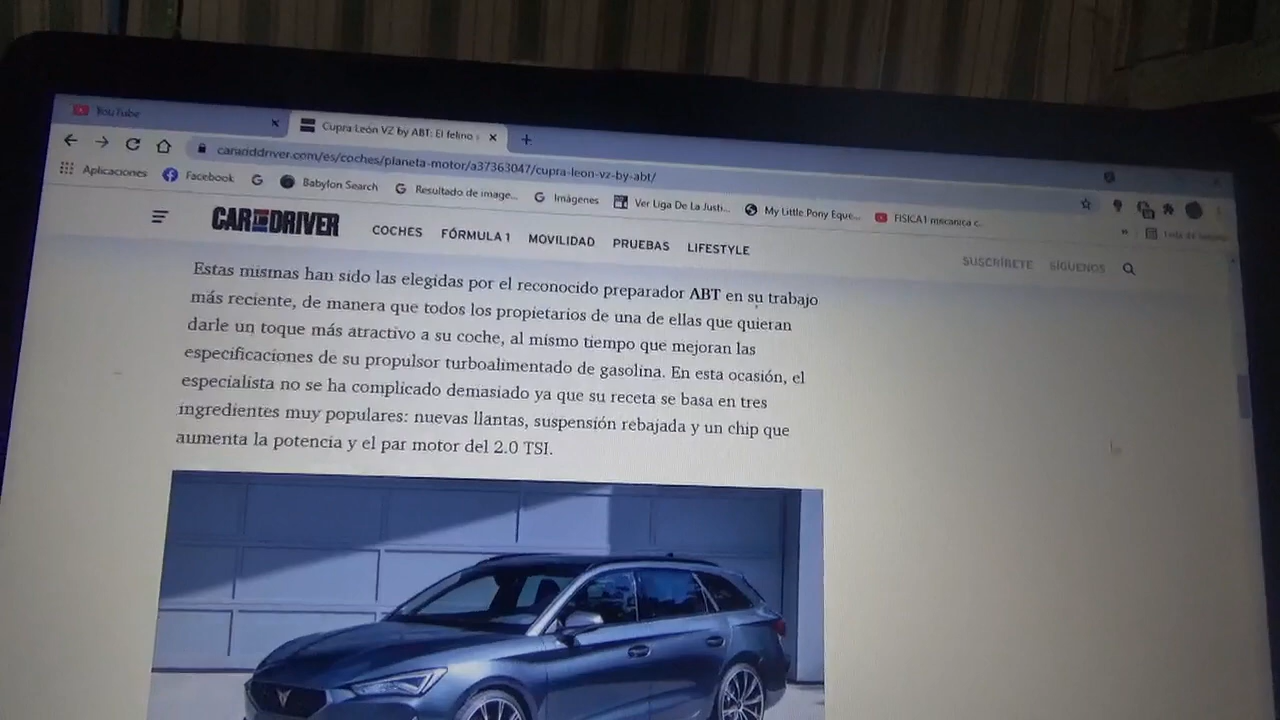 YouTube
Cupra León VZ by ABT: El felino
carariddriver.com/es/coches/planeta-motor/a37363047/cupra-leon-vz-by-abt/
Aplicaciones Facebook Babylon Search Resultado de image... Imágenes Ver Liga De La Justi... My Little Pony Eque... FISICA1 mecanica c...
CAR AND DRIVER COCHES FÓRMULA 1 MOVILIDAD PRUEBAS LIFESTYLE SUSCRÍBETE SÍGUENOS
Estas mismas han sido las elegidas por el reconocido preparador ABT en su trabajo
más reciente, de manera que todos los propietarios de una de ellas que quieran
darle un toque más atractivo a su coche, al mismo tiempo que mejoran las
especificaciones de su propulsor turboalimentado de gasolina. En esta ocasión, el
especialista no se ha complicado demasiado ya que su receta se basa en tres
ingredientes muy populares: nuevas llantas, suspensión rebajada y un chip que
aumenta la potencia y el par motor del 2.0 TSI.